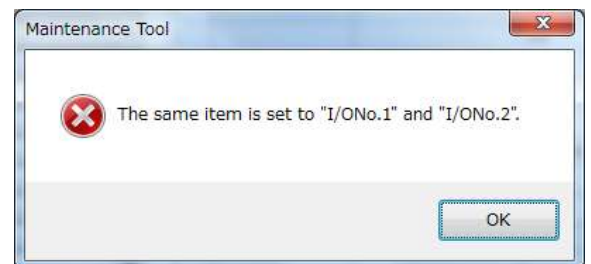 Maintenance Tool
The same item is set to "I/ONo.1" and "I/ONo.2".
OK